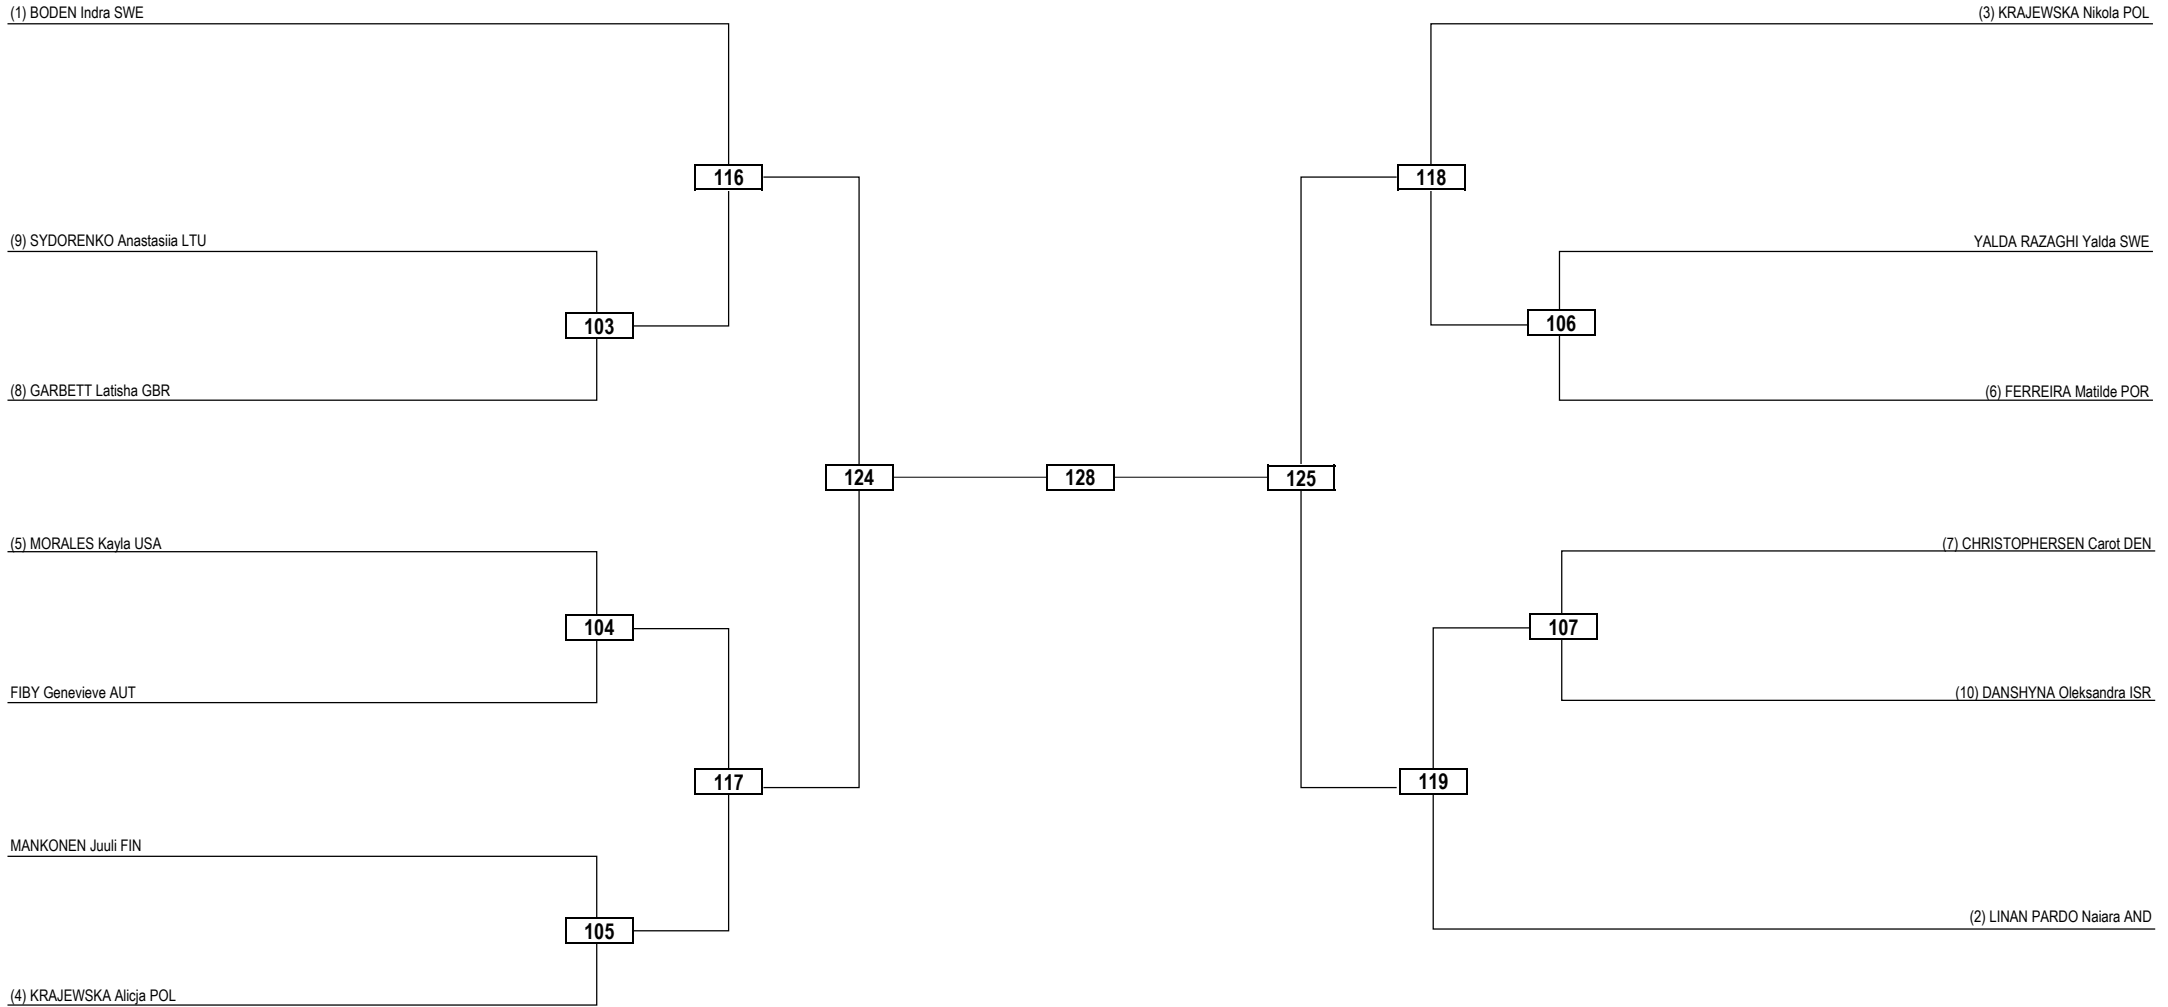 (1) BODEN Indra SWE
(3) KRAJEWSKA Nikola POL
116
118
(9) SYDORENKO Anastasiia LTU
YALDA RAZAGHI Yalda SWE
103
106
(8) GARBETT Latisha GBR
(6) FERREIRA Matilde POR
124
128
125
(5) MORALES Kayla USA
(7) CHRISTOPHERSEN Carot DEN
104
107
FIBY Genevieve AUT
(10) DANSHYNA Oleksandra ISR
117
119
MANKONEN Juuli FIN
(2) LINAN PARDO Naiara AND
105
(4) KRAJEWSKA Alicja POL